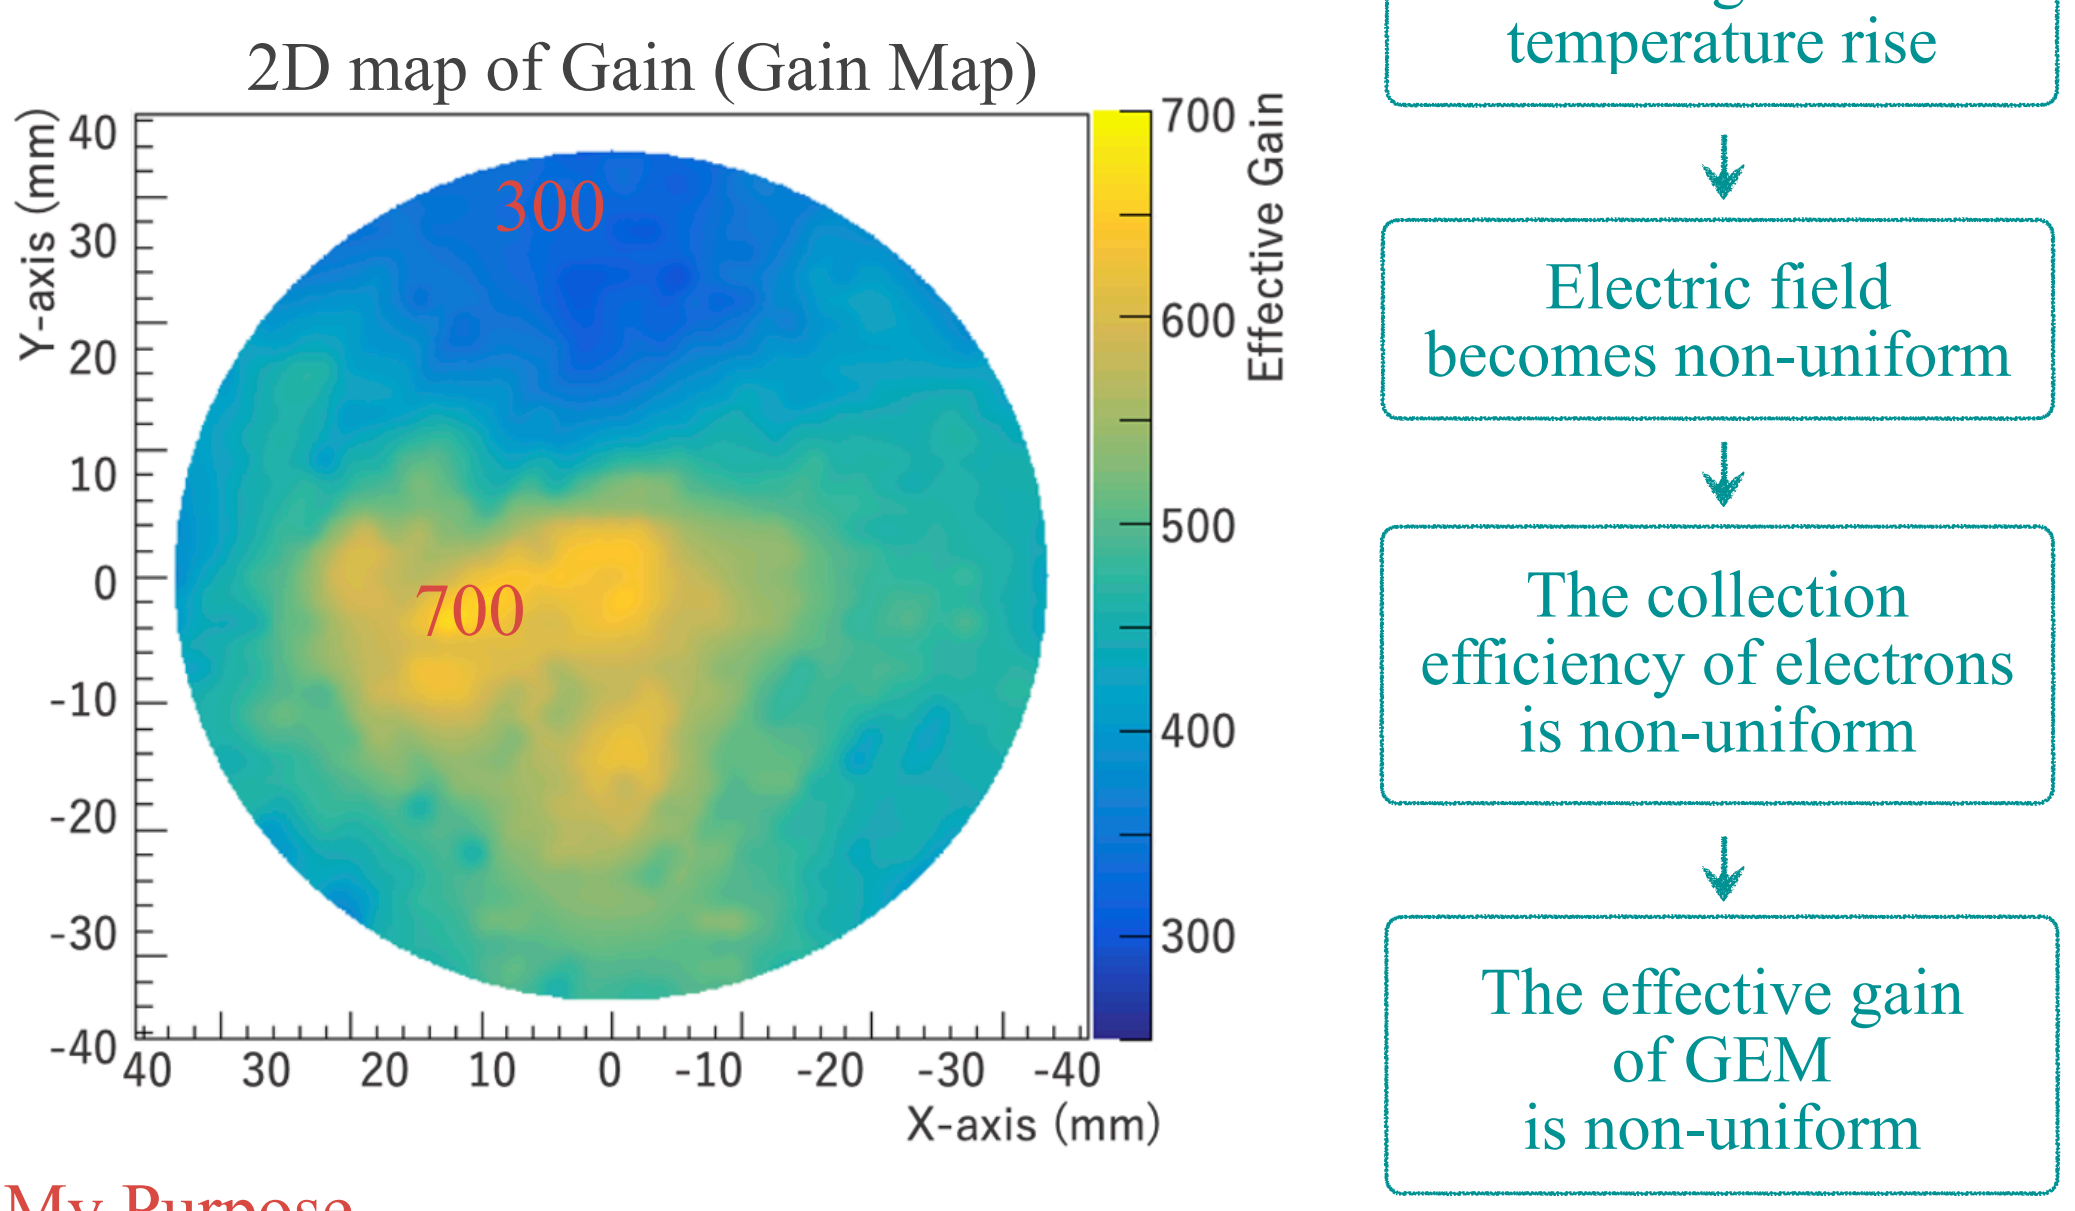 2D map of Gain (Gain Map)
Y-axis (mm)
40
30
20
10
0
-10
-20
-30
-40
300
700
40 30 20 10 0 -10 -20 -30 -40
X-axis (mm)
700
600
500
400
300
Effective Gain
temperature rise
Electric field
becomes non-uniform
The collection
efficiency of electrons
is non-uniform
The effective gain
of GEM
is non-uniform
My Purpose